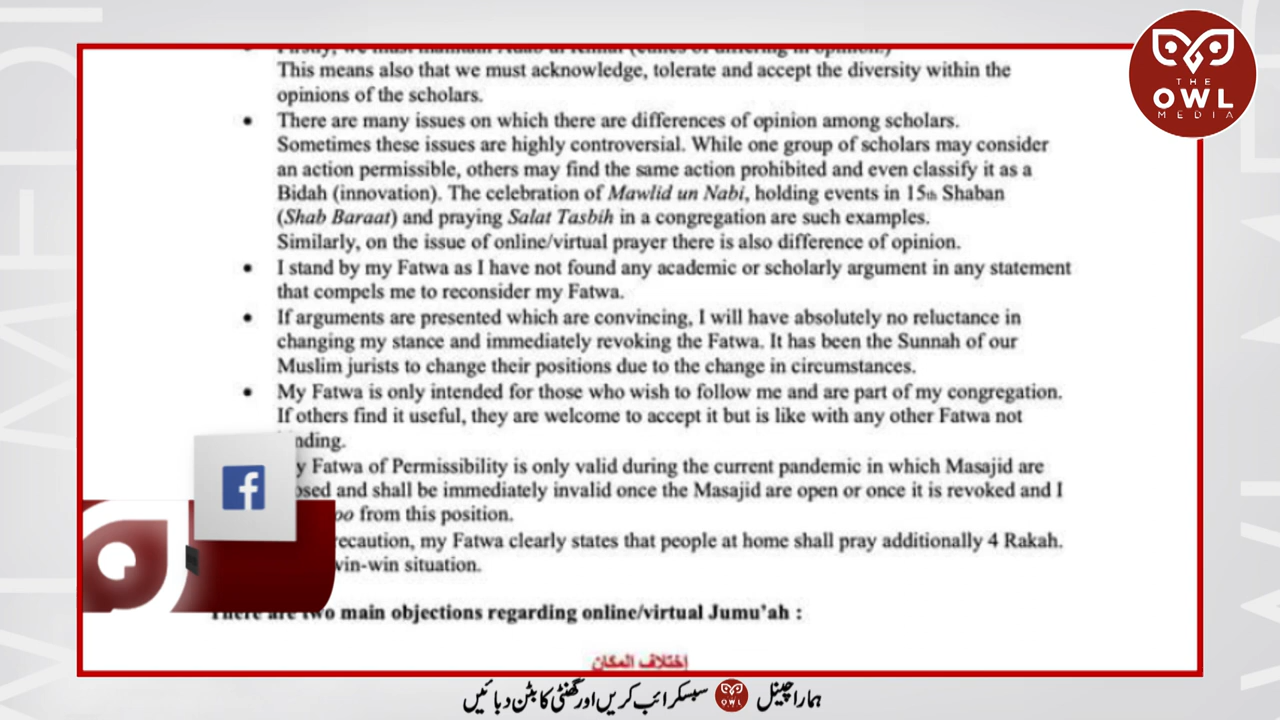 This means also that we must acknowledge, tolerate and accept the diversity within the
opinions of the scholars.
• There are many issues on which there are differences of opinion among scholars.
Sometimes these issues are highly controversial. While one group of scholars may consider
an action permissible, others may find the same action prohibited and even classify it as a
Bidah (innovation). The celebration of Mawlid un Nabi, holding events in 15th Shaban
(Shab Baraat) and praying Salat Tasbih in a congregation are such examples.
Similarly, on the issue of online/virtual prayer there is also difference of opinion.
• I stand by my Fatwa as I have not found any academic or scholarly argument in any statement
that compels me to reconsider my Fatwa.
• If arguments are presented which are convincing, I will have absolutely no reluctance in
changing my stance and immediately revoking the Fatwa. It has been the Sunnah of our
Muslim jurists to change their positions due to the change in circumstances.
• My Fatwa is only intended for those who wish to follow me and are part of my congregation.
If others find it useful, they are welcome to accept it but is like with any other Fatwa not
nding.
y Fatwa of Permissibility is only valid during the current pandemic in which Masajid are
osed and shall be immediately invalid once the Masajid are open or once it is revoked and I
oo from this position.
recaution, my Fatwa clearly states that people at home shall pray additionally 4 Rakah.
vin-win situation.
There are two main objections regarding online/virtual Jumu'ah :
إختلاف المكان
THE
OWL
MEDIA
ہمارا چینل OWL سبسکرائب کریں اور گھنٹی کا بٹن دبائیں